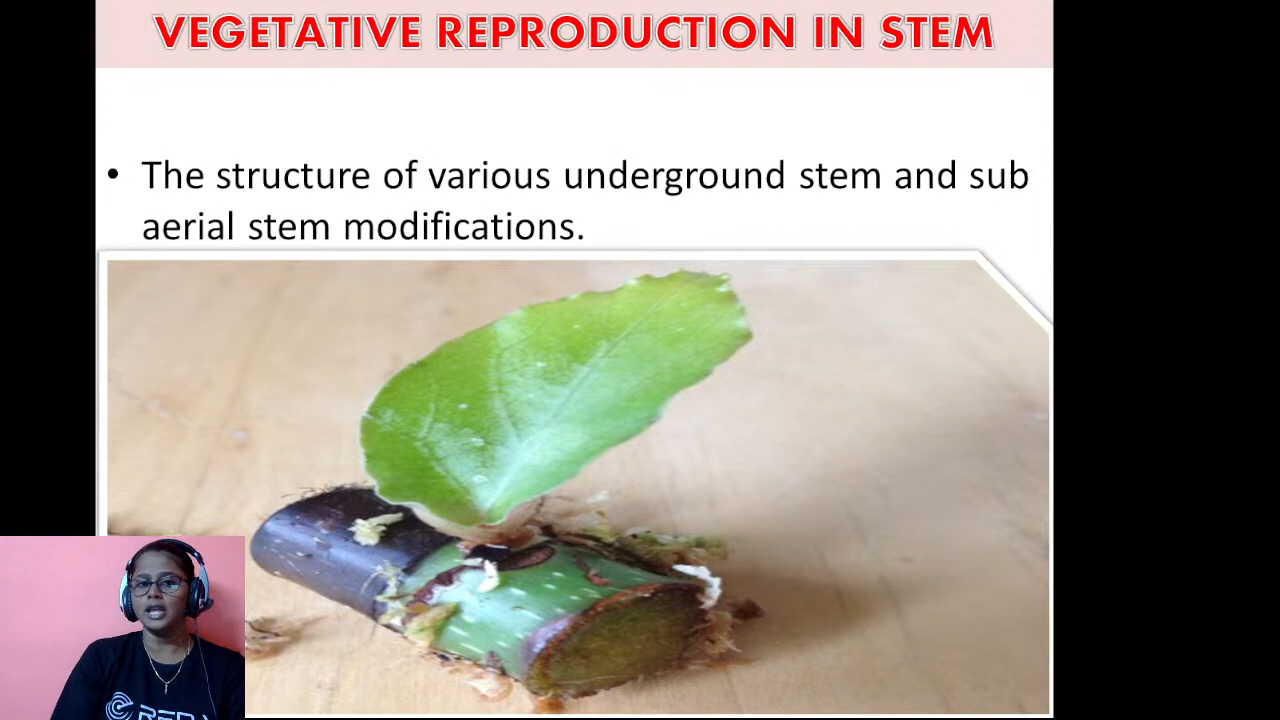 VEGETATIVE REPRODUCTION IN STEM
• The structure of various underground stem and sub
aerial stem modifications.